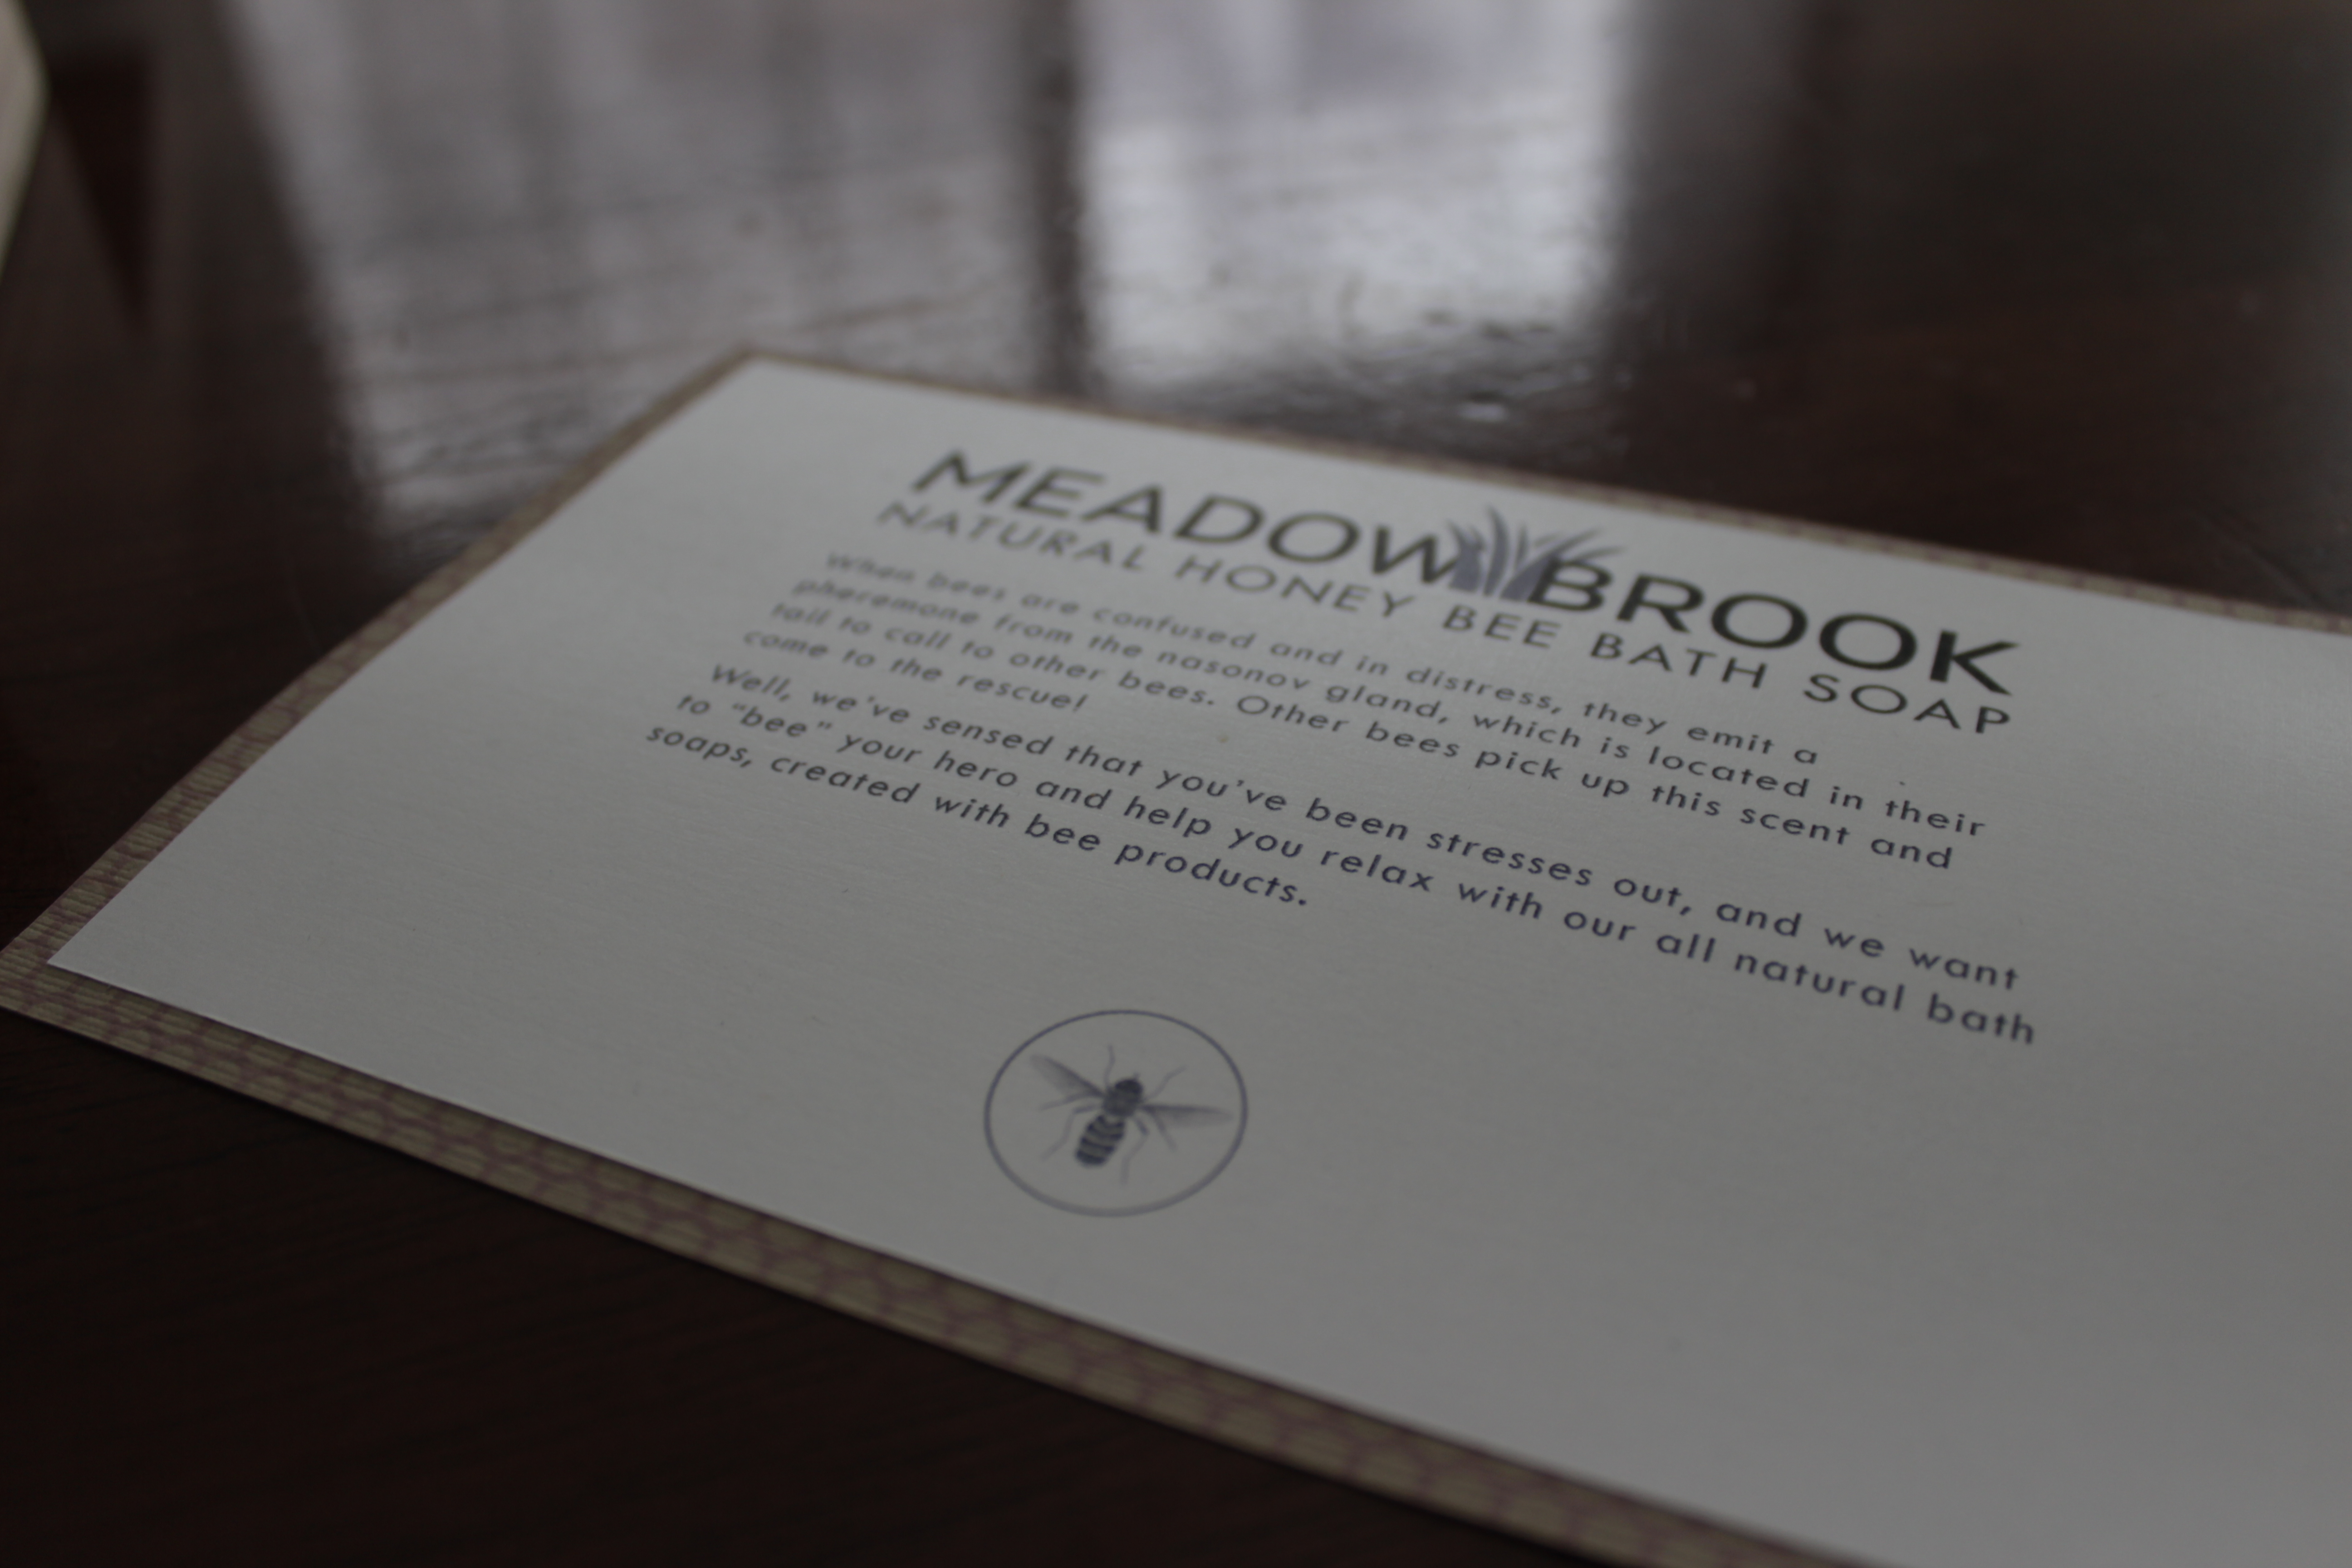 MEADOW BROOK
NATURAL HONEY BEE BATH SOAP
When bees are confused and in distress, they emit a
pheremone from the nasonov gland, which is located in their
tail to call to other bees. Other bees pick up this scent and
come to the rescue!
Well, we've sensed that you've been stresses out, and we want
to "bee" your hero and help you relax with our all natural bath
soaps, created with bee products.